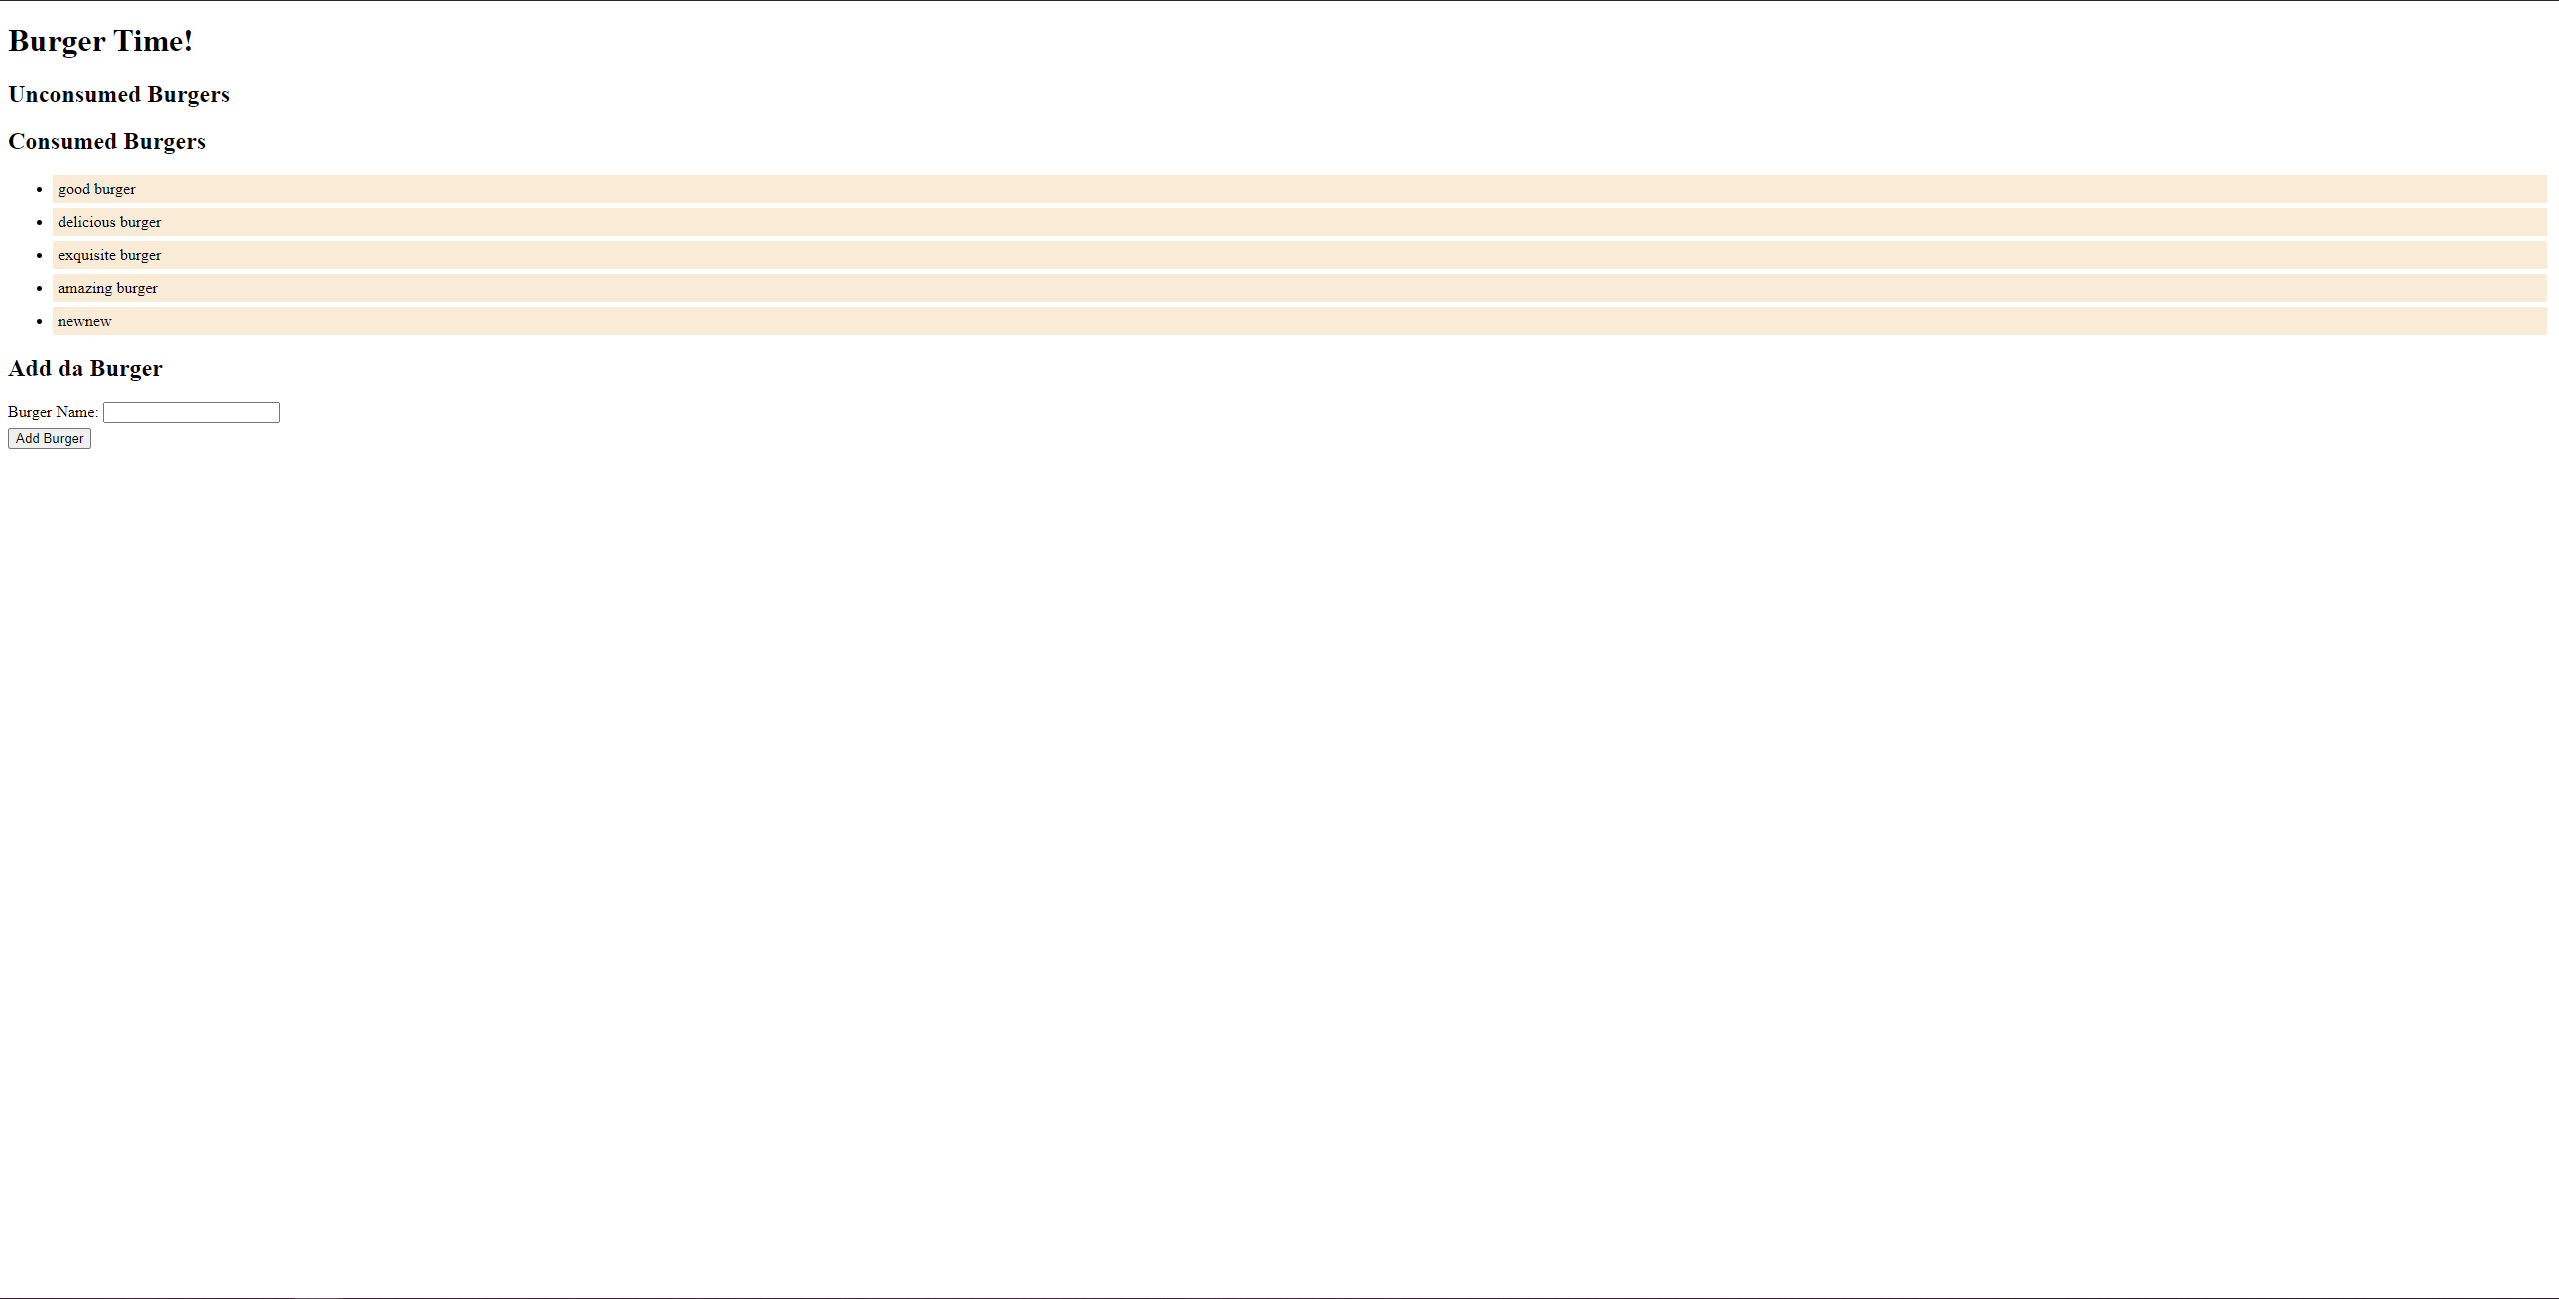 Burger Time!
Unconsumed Burgers
Consumed Burgers
good burger
delicious burger
exquisite burger
amazing burger
newnew
Add da Burger
Burger Name:
Add Burger